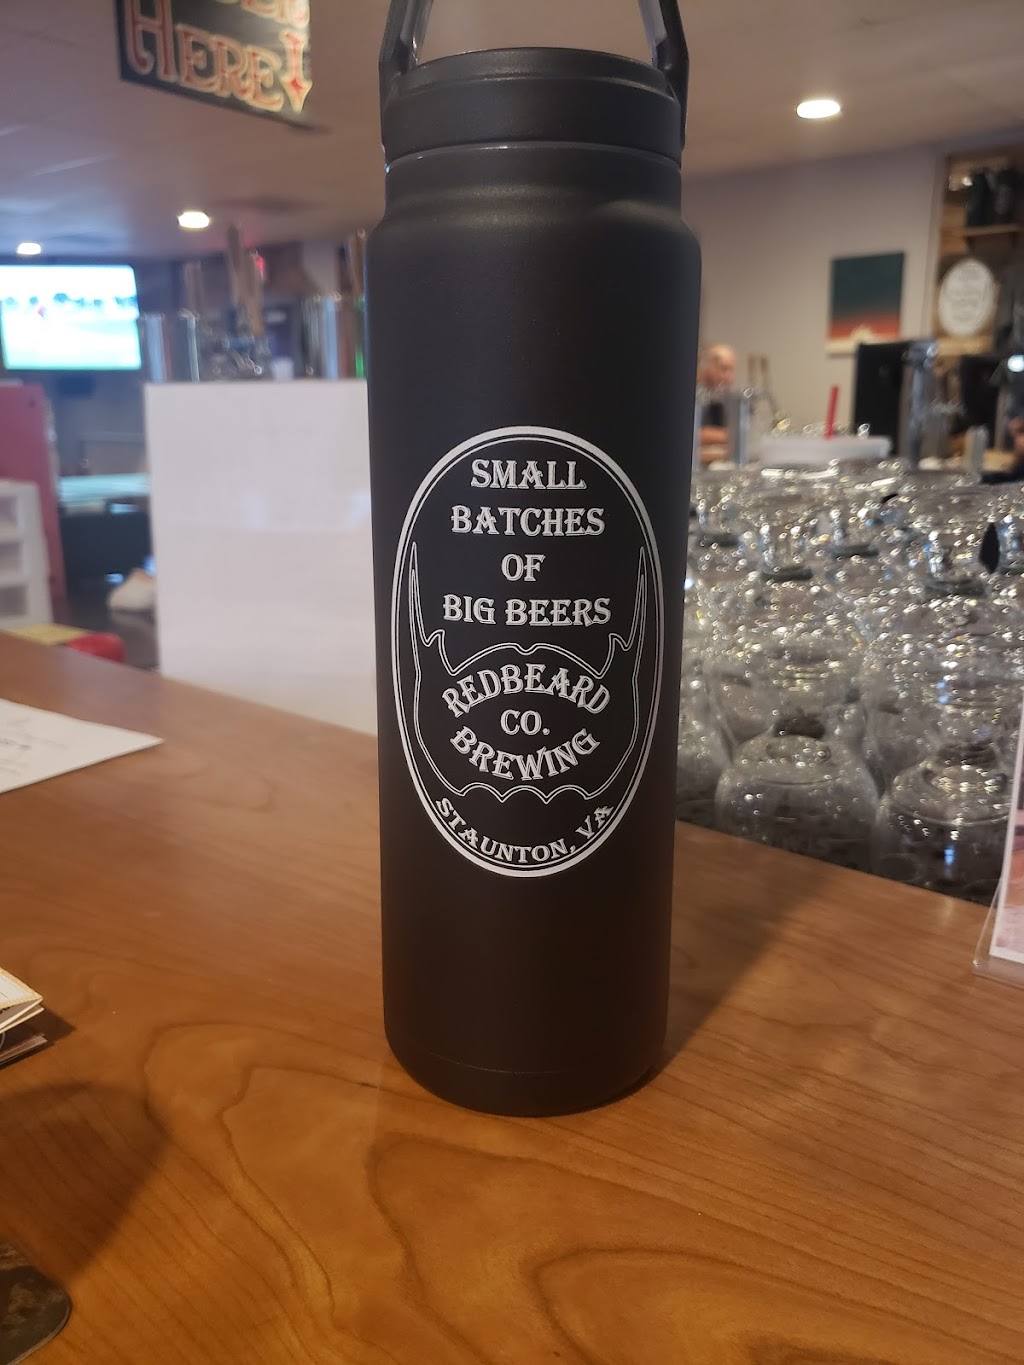 HERE!
SMALL
BATCHES
OF
BIG BEERS
REDBEARD
CO.
BREWING
STAUNTON, VA